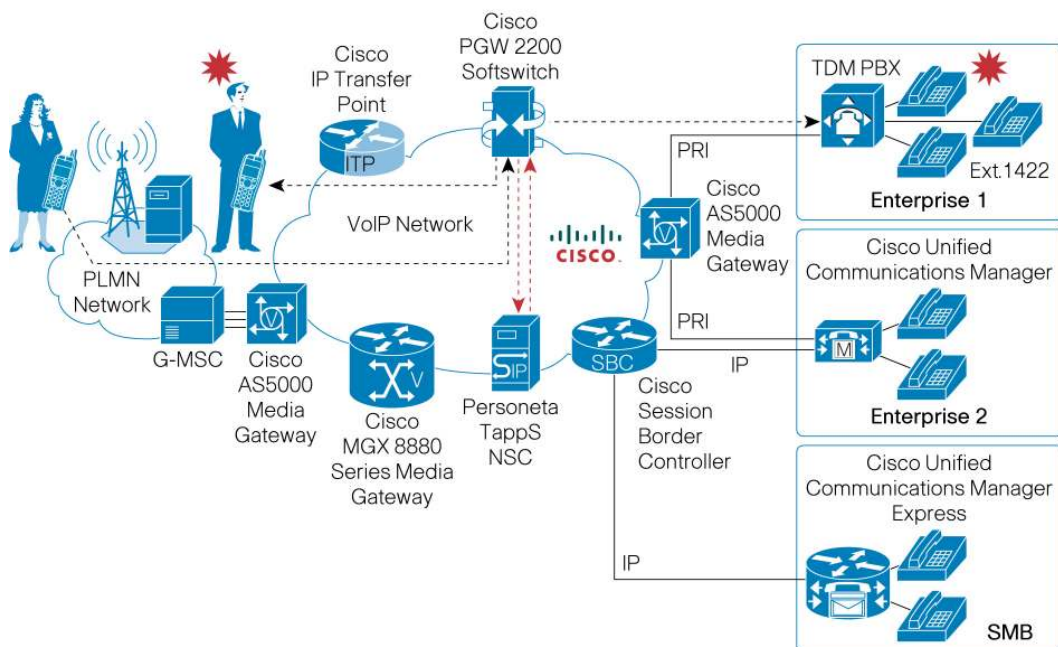 Cisco
PGW 2200
Softswitch
Cisco
IP Transfer
Point
ITP
TDM PBX
PRI
Ext.1422
Enterprise 1
VoIP Network
CISCO
Cisco
AS5000
Media
Gateway
V
PLMN
Network
G-MSC
V
Cisco
AS5000
Media
Gateway
V
Cisco
MGX 8880
Series Media
Gateway
SIP
Personeta
TappS
NSC
SBC
Cisco
Session
Border
Controller
PRI
IP
Cisco Unified
Communications Manager
M
Enterprise 2
Cisco Unified
Communications Manager
Express
IP
SMB